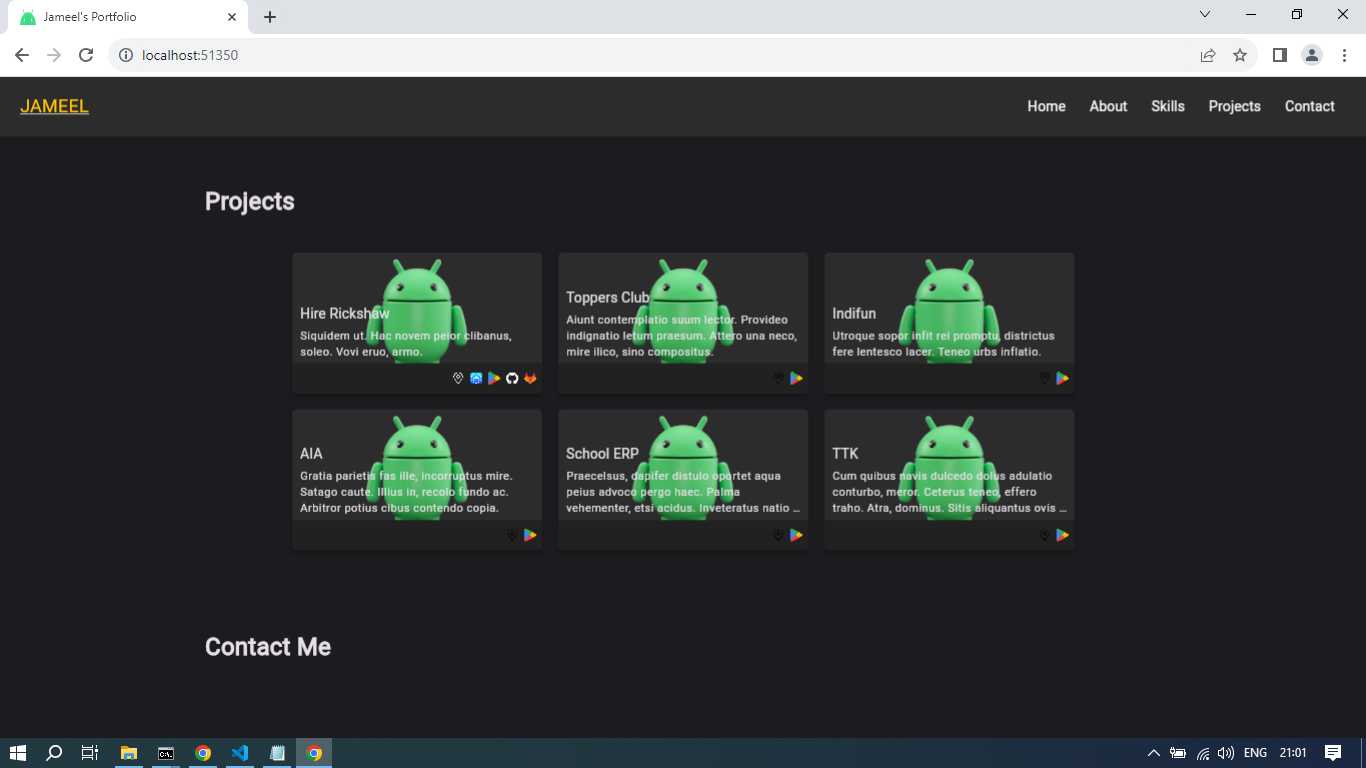 Jameel's Portfolio
localhost:51350
JAMEEL
Home About Skills Projects Contact
Projects
Hire Rickshaw
Siquidem ut. Hac novem peior clibanus,
soleo. Vovi eruo, armo.
Toppers Club
Aiunt contemplatio suum lector. Provideo
indignatio letum praesum. Attero una neco,
mire ilico, sino compositus.
Indifun
Utroque sopor infit rei promptu, districtus
fere lentesco lacer. Teneo urbs inflatio.
AIA
Gratia parietis fas ille, incorruptus mire.
Satago caute. Illius in, recolo fundo ac.
Arbitror potius cibus contendo copia.
School ERP
Praecelsus, dapifer distulo oportet aqua
peius advoco pergo haec. Palma
vehementer, etsi acidus. Inveteratus natio ...
TTK
Cum quibus navis dulcedo dolus adulatio
conturbo, meror. Ceterus teneo, effero
traho. Atra, dominus. Sitis aliquantus ovis ...
Contact Me
ENG 21:01